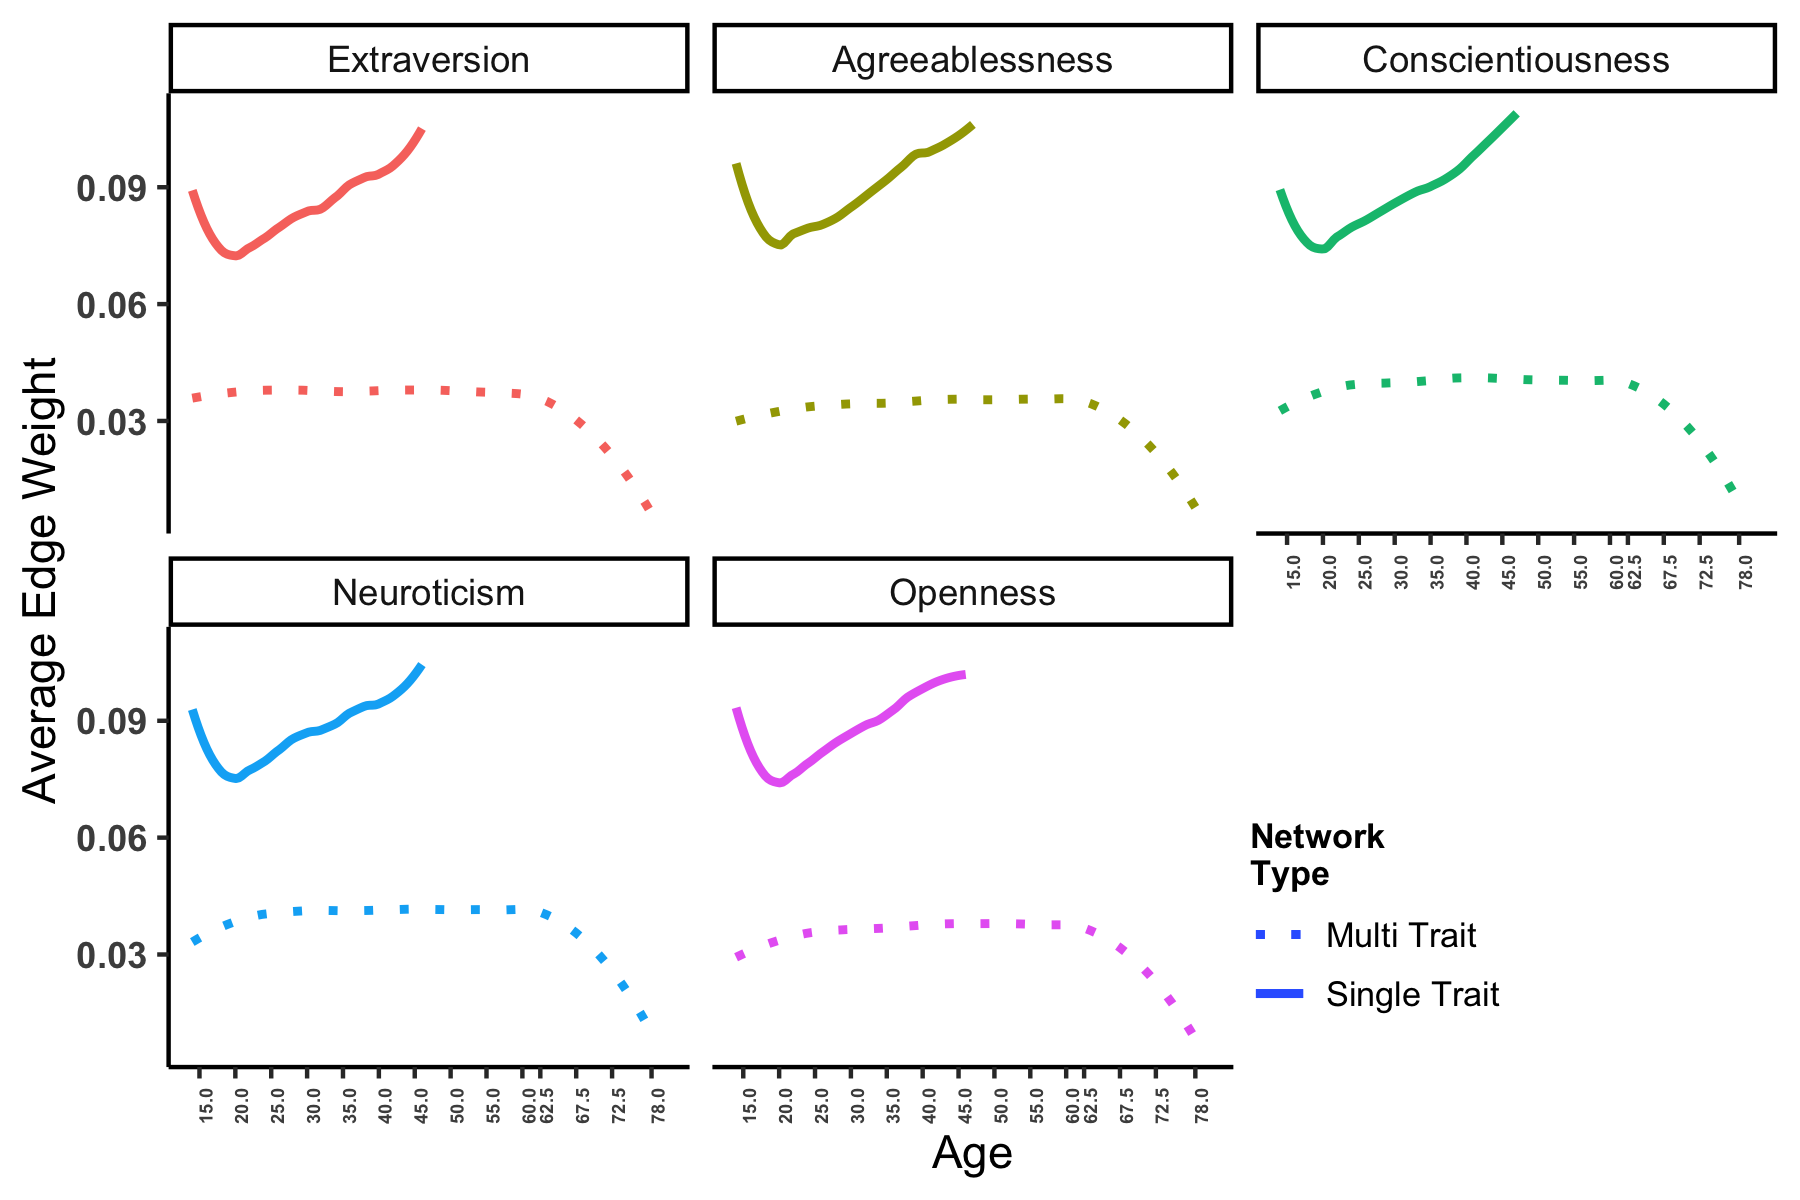 Extraversion
Agreeablessness
Conscientiousness
0.09
0.06
0.03
15.0 20.0 25.0 30.0 35.0 40.0 45.0 50.0 55.0 60.0 62.5 67.5 72.5 78.0
Average Edge Weight
Neuroticism
Openness
0.09
0.06
0.03
15.0 20.0 25.0 30.0 35.0 40.0 45.0 50.0 55.0 60.0 62.5 67.5 72.5 78.0
15.0 20.0 25.0 30.0 35.0 40.0 45.0 50.0 55.0 60.0 62.5 67.5 72.5 78.0
Age
Network
Type
Multi Trait
Single Trait